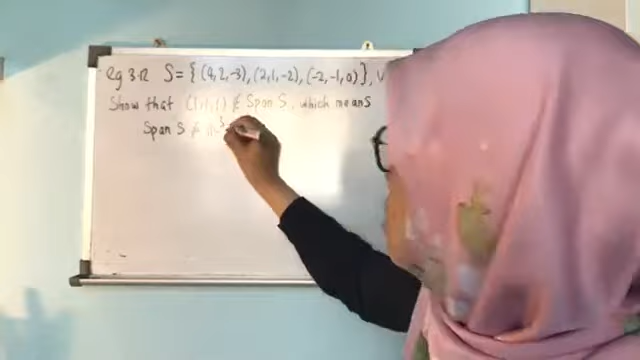 eg 3.12 S = { (4, 2, -3), (2, 1, -2), (-2, -1, 0) }, V
Show that (1, 1, 1) ∉ Span S, which means
Span S ≠ ℝ³